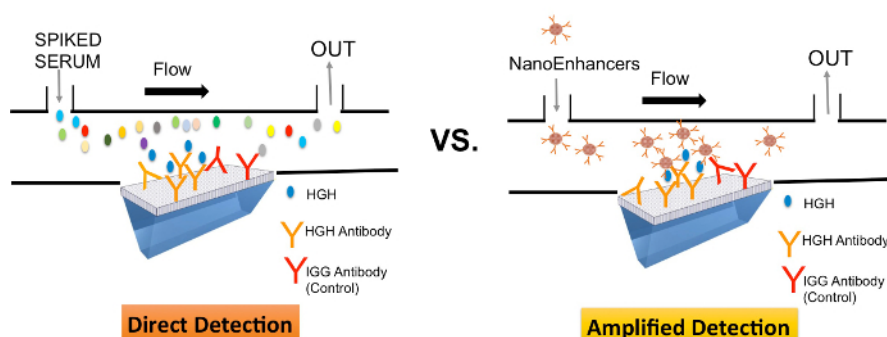 SPIKED
SERUM
OUT
Flow
HGH
HGH Antibody
IGG Antibody
(Control)
Direct Detection
VS.
NanoEnhancers
Flow
OUT
HGH
HGH Antibody
IGG Antibody
(Control)
Amplified Detection